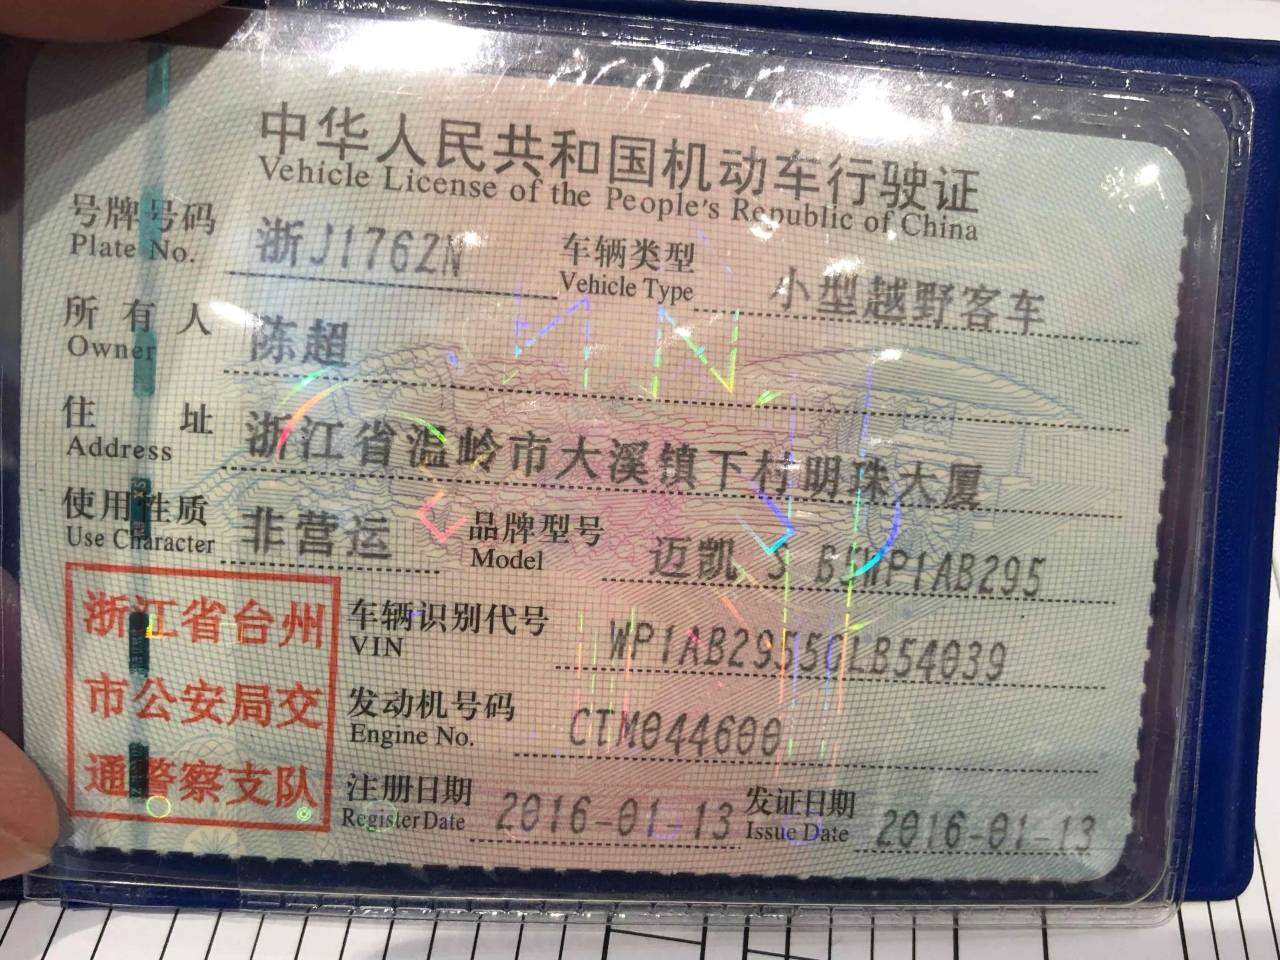 中华人民共和国机动车行驶证
Vehicle License of the People's Republic of China
号牌号码 浙J1762N 车辆类型 小型越野客车
Plate No. Vehicle Type
所有人 陈超
Owner
住址 浙江省温岭市大溪镇下村明珠大厦
Address
使用性质 非营运 品牌型号 迈凯 S BSWP1AB295
Use Character Model
浙江省台州
市公安局交
通警察支队
车辆识别代号 WP1AB2955GLB54039
VIN
发动机号码 CTM044600
Engine No.
注册日期 2016-01-13 发证日期 2016-01-13
Register Date Issue Date